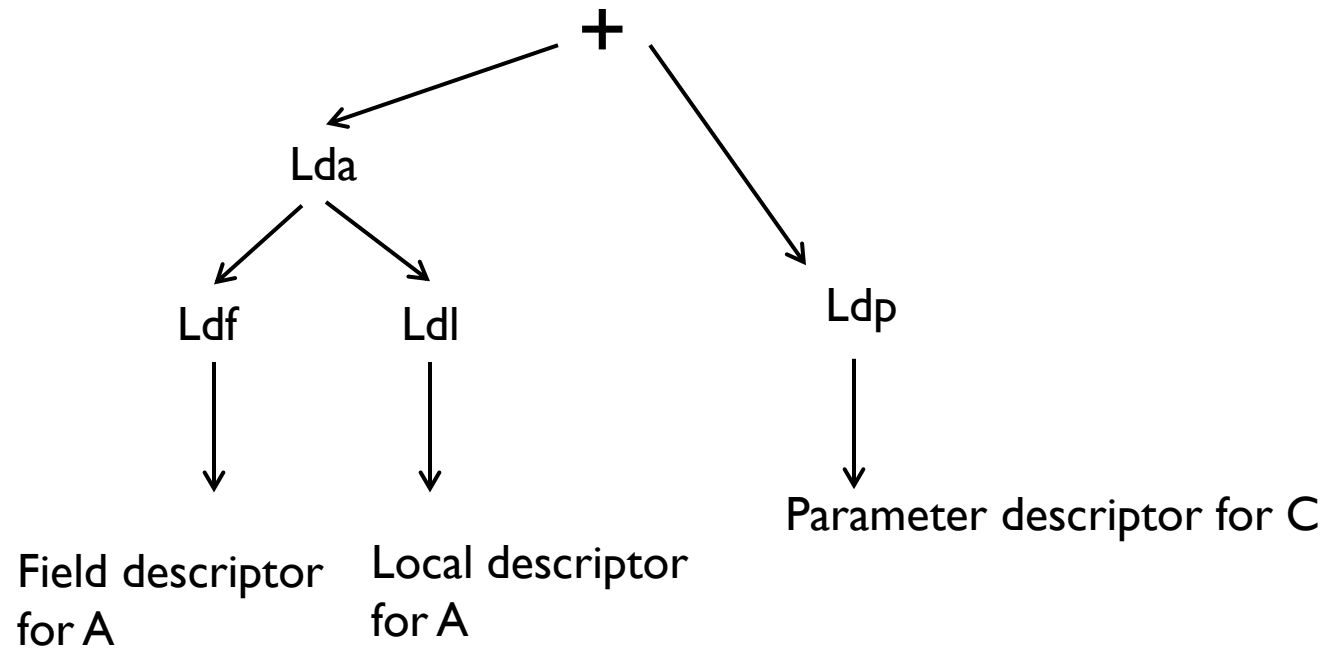 +
Lda
Ldf
Ldl
Ldp
Field descriptor
for A
Local descriptor
for A
Parameter descriptor for C